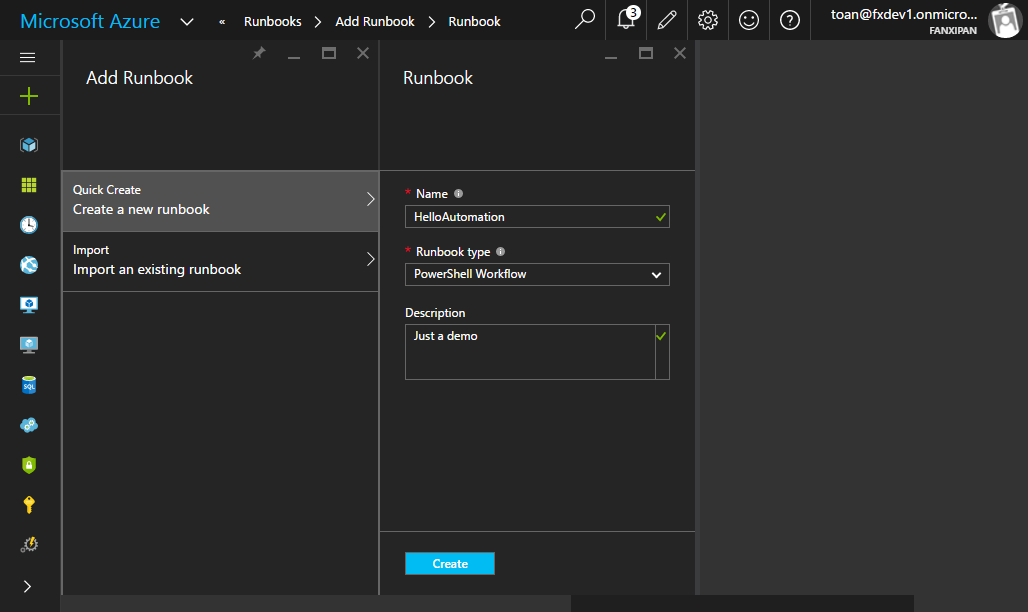 Microsoft Azure « Runbooks > Add Runbook > Runbook 3 toan@fxdev1.onmicro...
FANXIPAN
Add Runbook
Quick Create
Create a new runbook
Import
Import an existing runbook
Runbook
* Name
HelloAutomation
* Runbook type
PowerShell Workflow
Description
Just a demo
Create
SQL